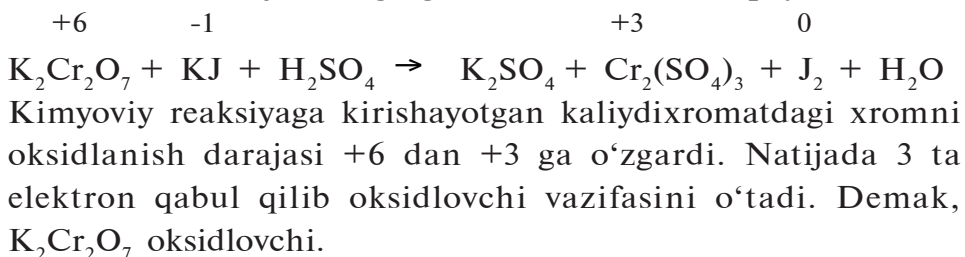 +6 -1 +3 0
K₂Cr₂O₇ + KJ + H₂SO₄ → K₂SO₄ + Cr₂(SO₄)₃ + J₂ + H₂O
Kimyoviy reaksiyaga kirishayotgan kaliydixromatdagi xromni
oksidlanish darajasi +6 dan +3 ga o‘zgardi. Natijada 3 ta
elektron qabul qilib oksidlovchi vazifasini o‘tadi. Demak,
K₂Cr₂O₇ oksidlovchi.